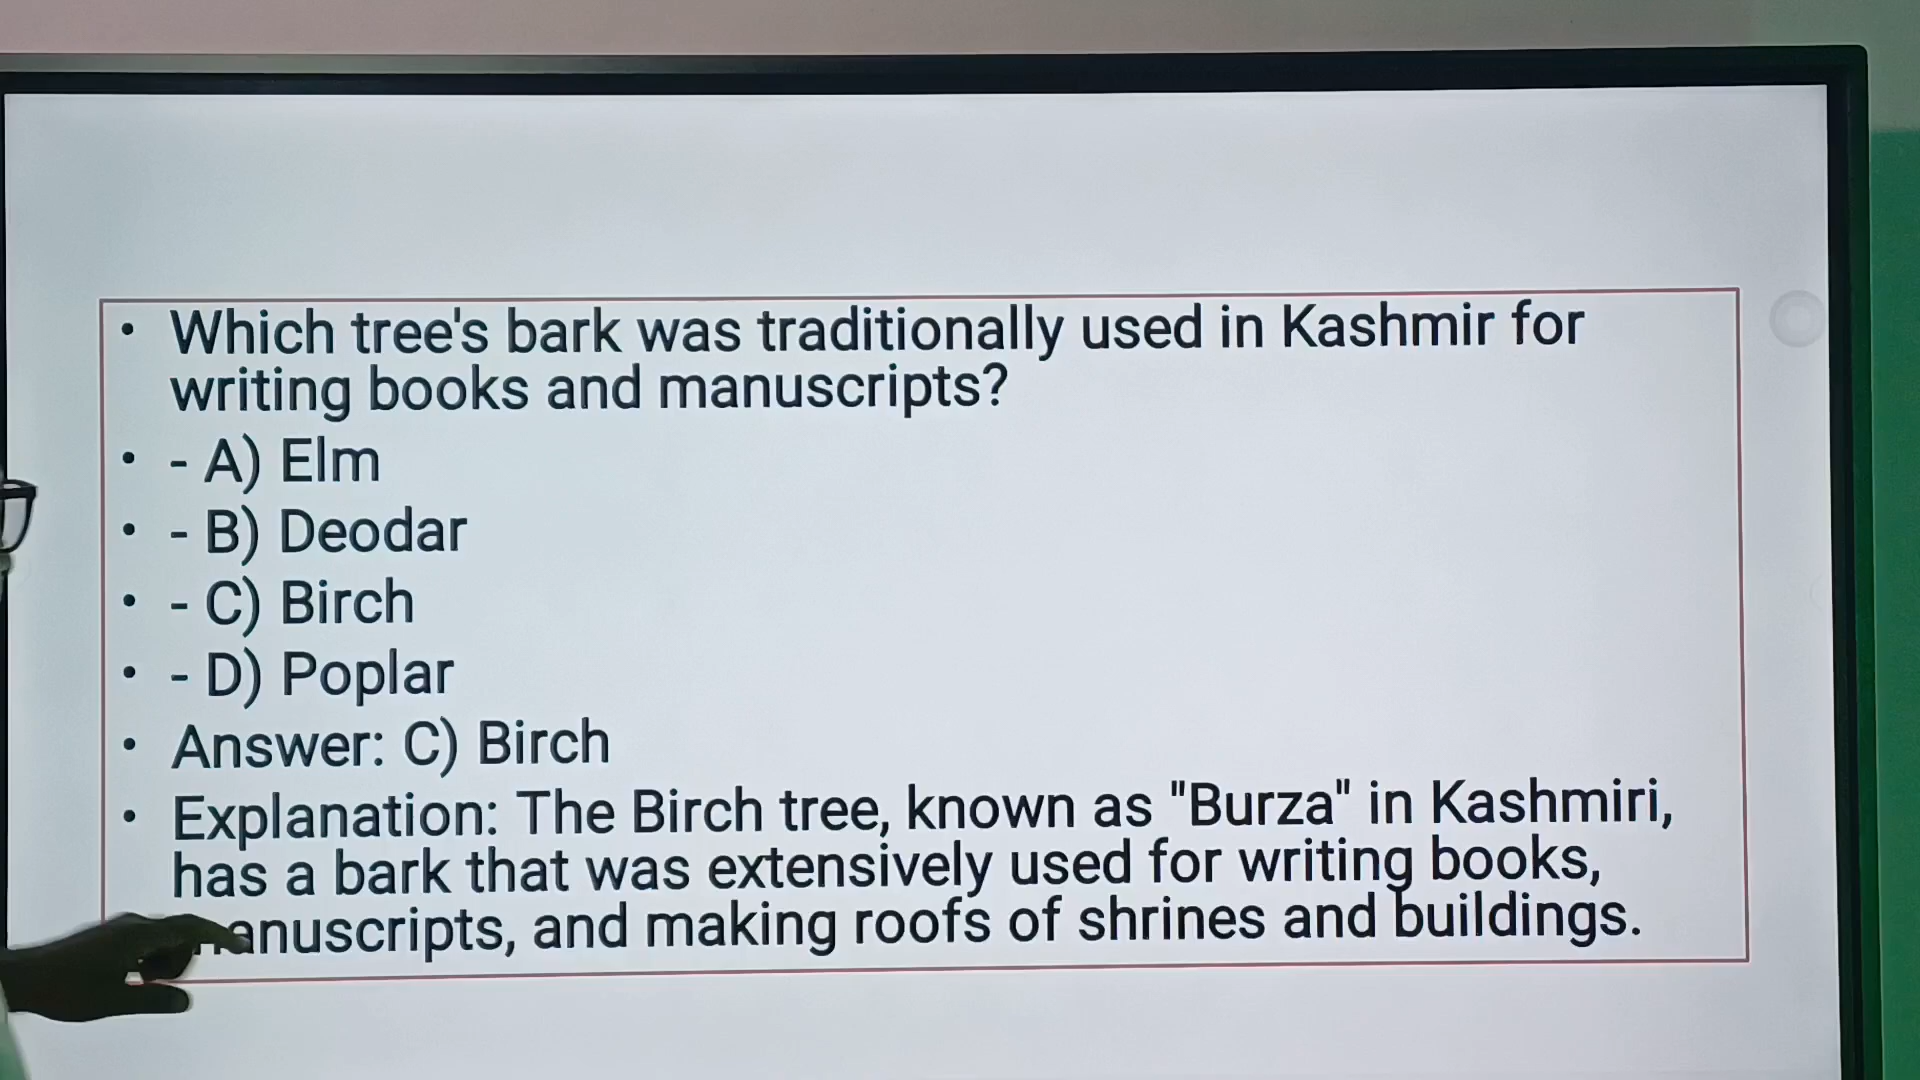 • Which tree's bark was traditionally used in Kashmir for
writing books and manuscripts?
• - A) Elm
• - B) Deodar
• - C) Birch
• - D) Poplar
• Answer: C) Birch
• Explanation: The Birch tree, known as "Burza" in Kashmiri,
has a bark that was extensively used for writing books,
manuscripts, and making roofs of shrines and buildings.